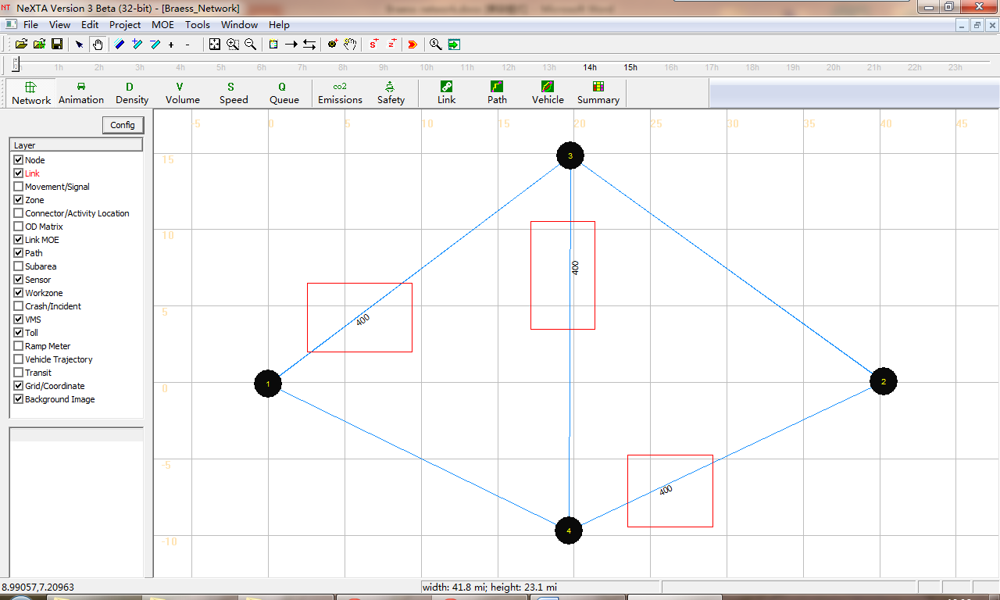 NT NeXTA Version 3 Beta (32-bit) - [Braess_Network]
File View Edit Project MOE Tools Window Help
1h 2h 3h 4h 5h 6h 7h 8h 9h 10h 11h 12h 13h 14h 15h 16h 17h 18h 19h 20h 21h 22h 23h
D V S Q co2
Network Animation Density Volume Speed Queue Emissions Safety Link Path Vehicle Summary
Config
Layer
Node
Link
Movement/Signal
Zone
Connector/Activity Location
OD Matrix
Link MOE
Path
Subarea
Sensor
Workzone
Crash/Incident
VMS
Toll
Ramp Meter
Vehicle Trajectory
Transit
Grid/Coordinate
Background Image
-5 0 5 10 15 20 25 30 35 40 45
15
3
10
400
5
400
0
1
2
-5
400
4
-10
8.99057,7.20963
width: 41.8 mi; height: 23.1 mi